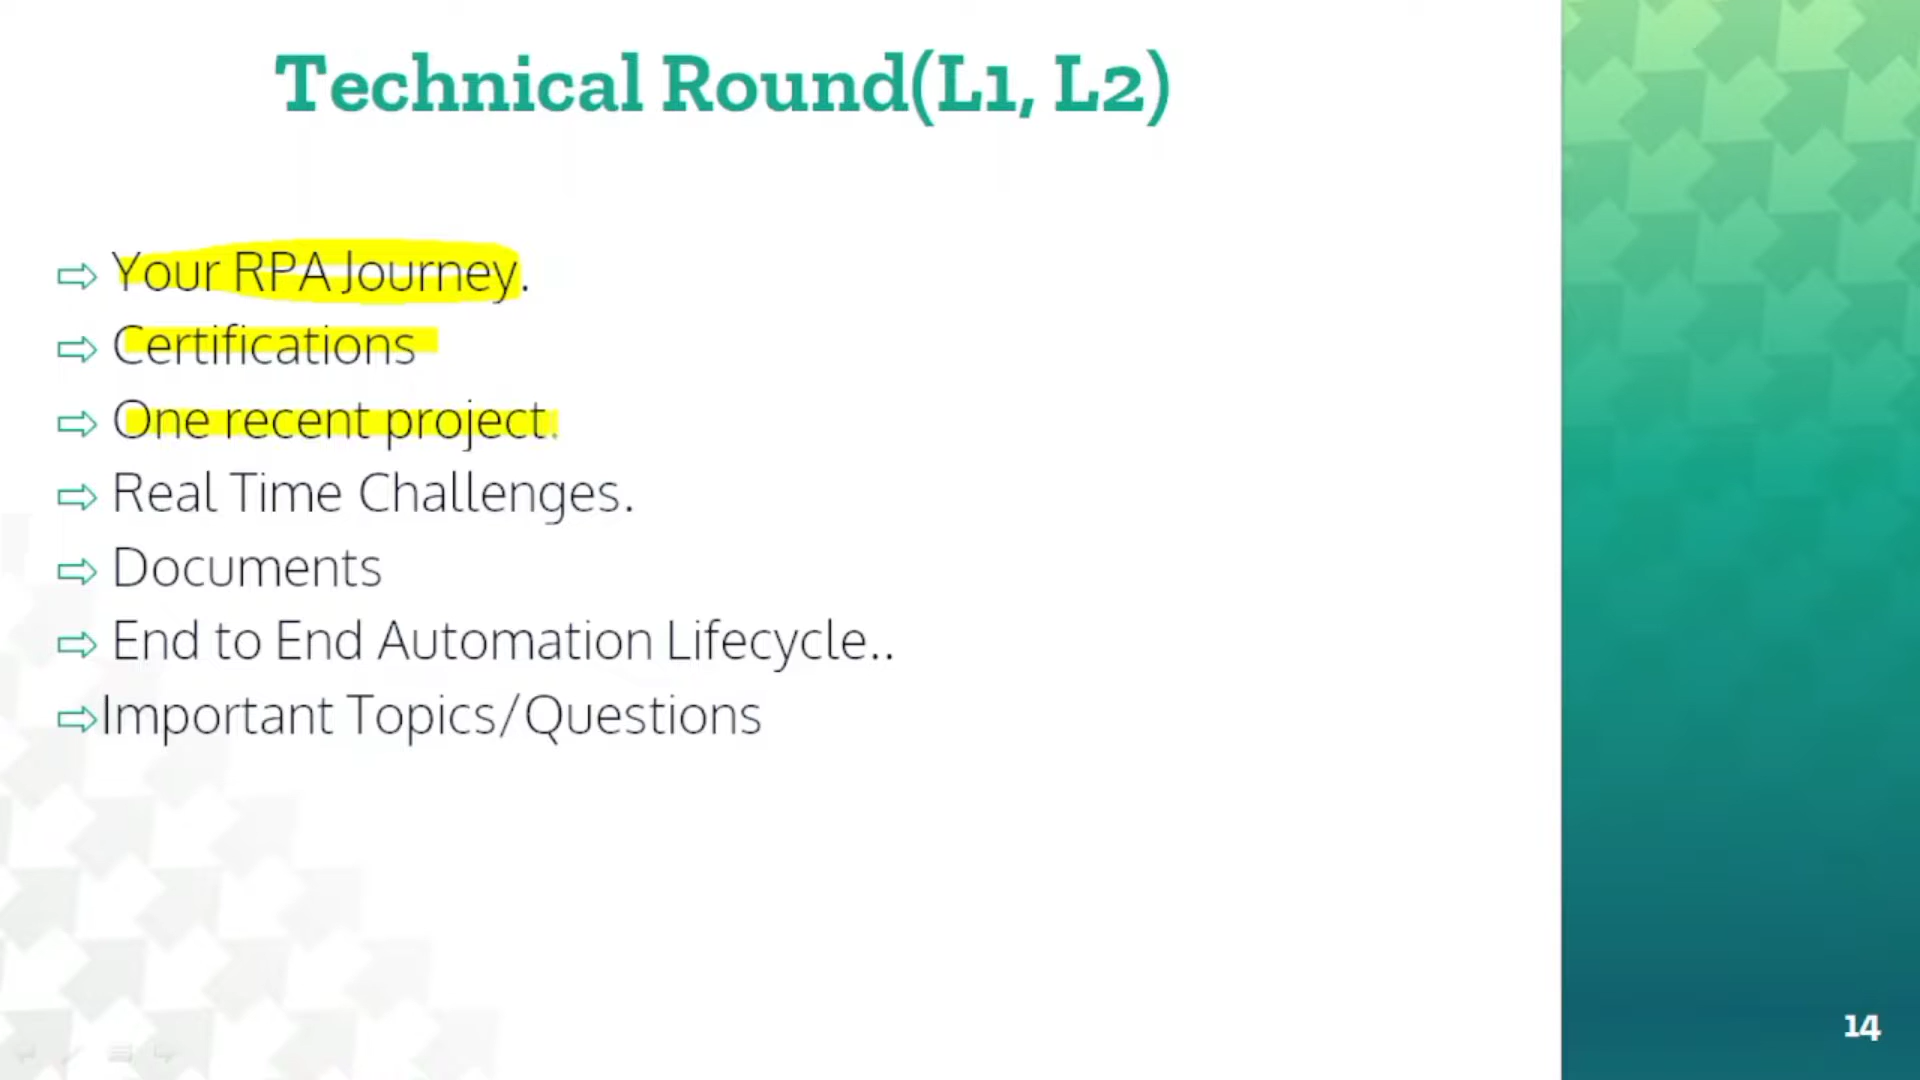 Technical Round(L1, L2)
⇨ Your RPA Journey.
⇨ Certifications
⇨ One recent project.
⇨ Real Time Challenges.
⇨ Documents
⇨ End to End Automation Lifecycle..
⇨Important Topics/Questions
14